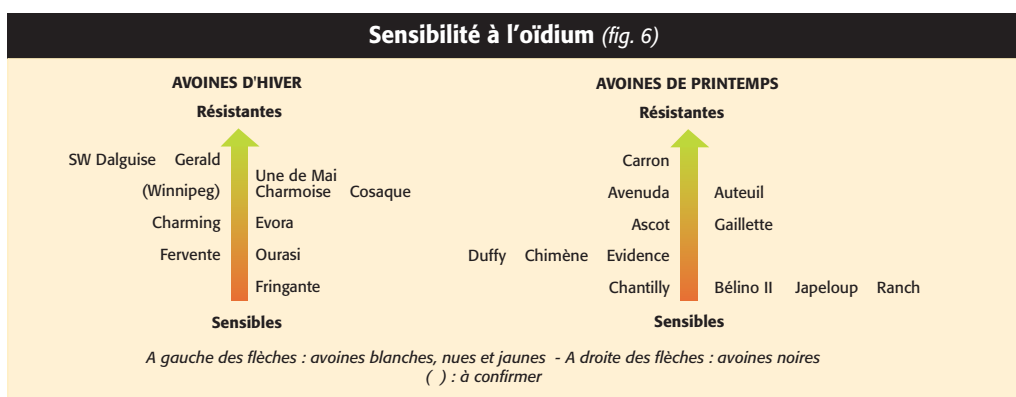 Sensibilité à l'oïdium (fig. 6)
AVOINES D'HIVER
Résistantes
SW Dalguise Gerald
Une de Mai
(Winnipeg) Charmoise Cosaque
Charming Evora
Fervente Ourasi
Fringante
Sensibles
AVOINES DE PRINTEMPS
Résistantes
Carron
Avenuda Auteuil
Ascot Gaillette
Duffy Chimène Evidence
Chantilly Bélino II Japeloup Ranch
Sensibles
A gauche des flèches : avoines blanches, nues et jaunes - A droite des flèches : avoines noires
( ) : à confirmer